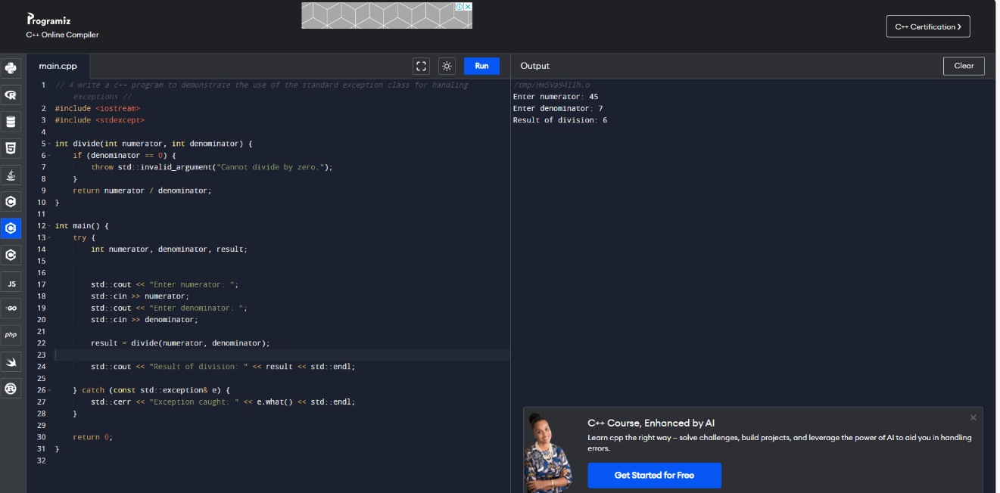 Programiz
C++ Online Compiler
C++ Certification
main.cpp
Run
Output
Clear
1 // 4 write a c++ program to demonstrate the use of the standard exception class for handling
exceptions //
2 #include <iostream>
3 #include <stdexcept>
4
5 int divide(int numerator, int denominator) {
6 if (denominator == 0) {
7 throw std::invalid_argument("Cannot divide by zero.");
8 }
9 return numerator / denominator;
10 }
11
12 int main() {
13 try {
14 int numerator, denominator, result;
15
16
17 std::cout << "Enter numerator: ";
18 std::cin >> numerator;
19 std::cout << "Enter denominator: ";
20 std::cin >> denominator;
21
22 result = divide(numerator, denominator);
23
24 std::cout << "Result of division: " << result << std::endl;
25
26 } catch (const std::exception& e) {
27 std::cerr << "Exception caught: " << e.what() << std::endl;
28 }
29
30 return 0;
31 }
32
/tmp/HwSVa94IIh.o
Enter numerator: 45
Enter denominator: 7
Result of division: 6
JS
GO
php
C++ Course, Enhanced by AI
Learn cpp the right way – solve challenges, build projects, and leverage the power of AI to aid you in handling
errors.
Get Started for Free